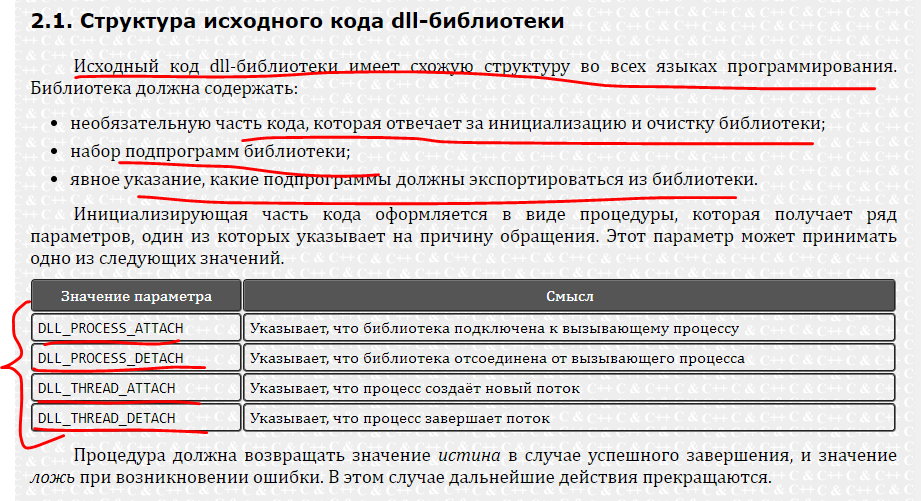 2.1. Структура исходного кода dll-библиотеки
Исходный код dll-библиотеки имеет схожую структуру во всех языках программирования.
Библиотека должна содержать:
• необязательную часть кода, которая отвечает за инициализацию и очистку библиотеки;
• набор подпрограмм библиотеки;
• явное указание, какие подпрограммы должны экспортироваться из библиотеки.
Инициализирующая часть кода оформляется в виде процедуры, которая получает ряд
параметров, один из которых указывает на причину обращения. Этот параметр может принимать
одно из следующих значений.
Значение параметра Смысл
DLL_PROCESS_ATTACH Указывает, что библиотека подключена к вызывающему процессу
DLL_PROCESS_DETACH Указывает, что библиотека отсоединена от вызывающего процесса
DLL_THREAD_ATTACH Указывает, что процесс создаёт новый поток
DLL_THREAD_DETACH Указывает, что процесс завершает поток
Процедура должна возвращать значение истина в случае успешного завершения, и значение
ложь при возникновении ошибки. В этом случае дальнейшие действия прекращаются.